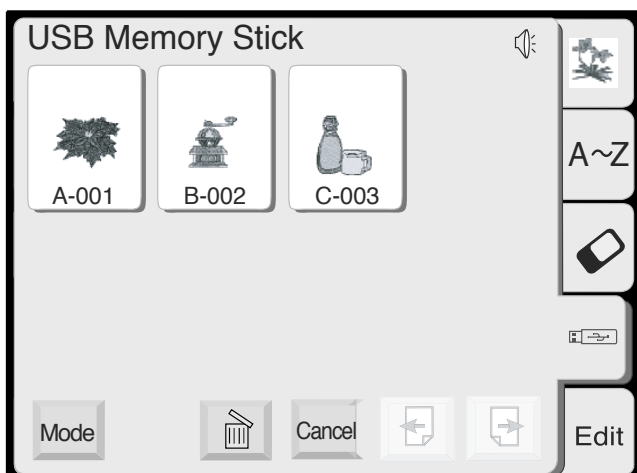 USB Memory Stick
A-001
B-002
C-003
A~Z
Mode
Cancel
Edit